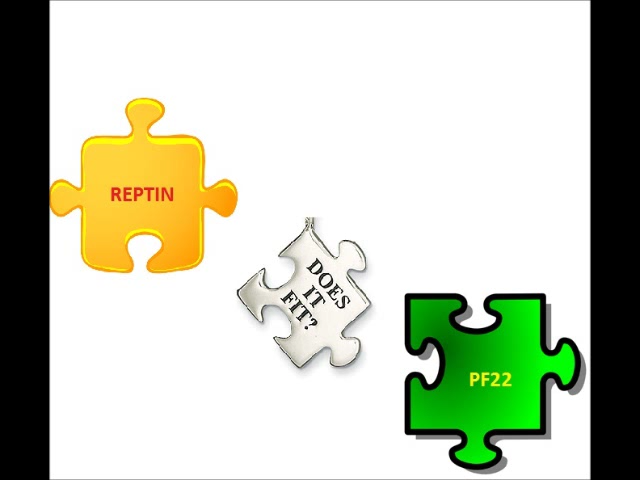 REPTIN
DOES
IT
FIT?
PF22